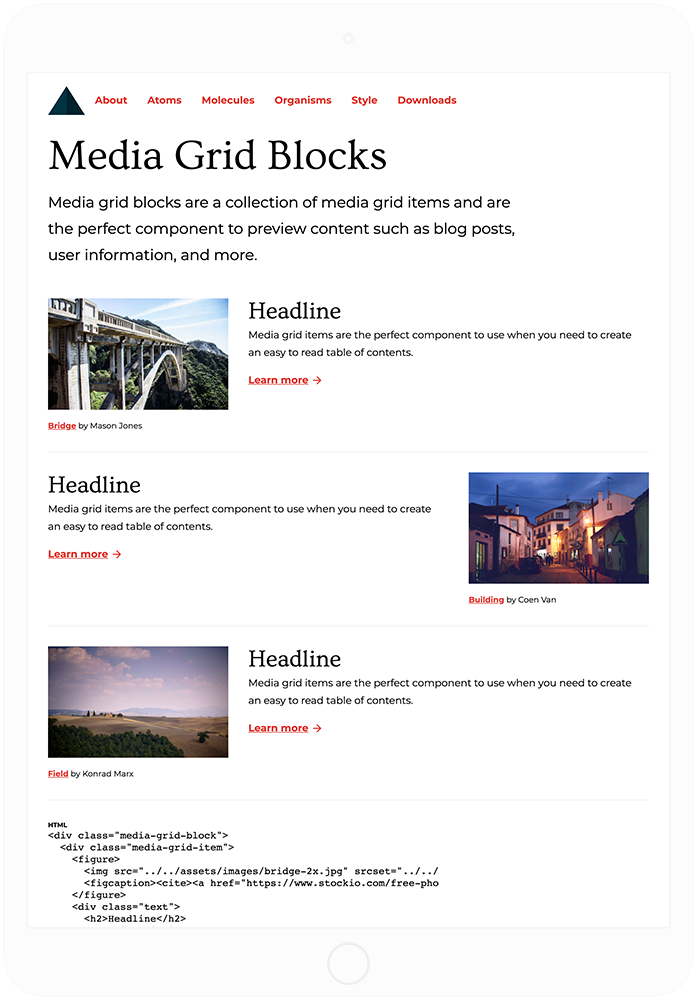 About Atoms Molecules Organisms Style Downloads
Media Grid Blocks
Media grid blocks are a collection of media grid items and are
the perfect component to preview content such as blog posts,
user information, and more.
Headline
Media grid items are the perfect component to use when you need to create
an easy to read table of contents.
Learn more →
Bridge by Mason Jones
Headline
Media grid items are the perfect component to use when you need to create
an easy to read table of contents.
Learn more →
Building by Coen Van
Headline
Media grid items are the perfect component to use when you need to create
an easy to read table of contents.
Learn more →
Field by Konrad Marx
HTML
<div class="media-grid-block">
  <div class="media-grid-item">
    <figure>
      <img src="../../assets/images/bridge-2x.jpg" srcset="../../
      <figcaption><cite><a href="https://www.stockio.com/free-pho
    </figure>
    <div class="text">
      <h2>Headline</h2>